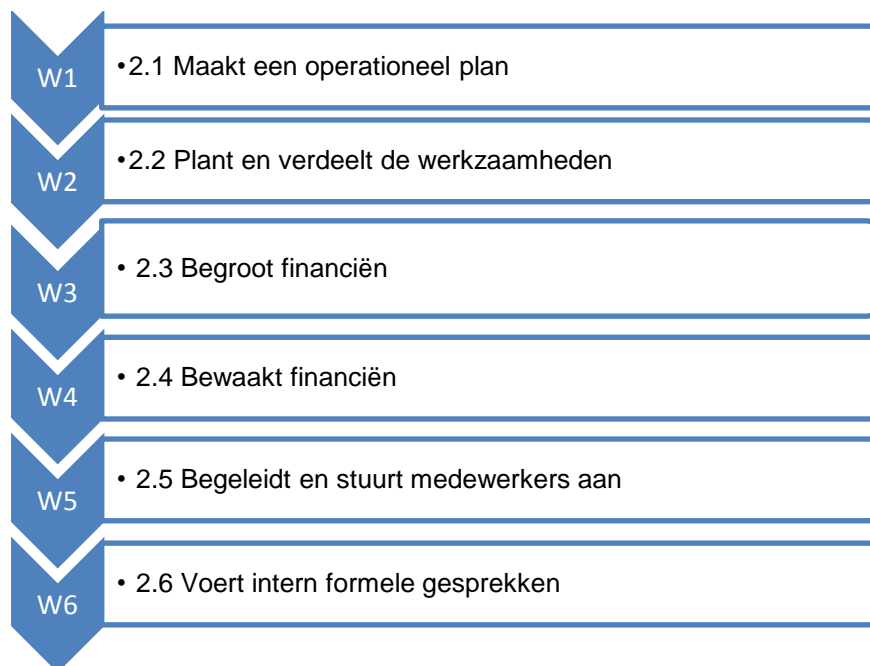 W1
•2.1 Maakt een operationeel plan
W2
•2.2 Plant en verdeelt de werkzaamheden
W3
• 2.3 Begroot financiën
W4
• 2.4 Bewaakt financiën
W5
• 2.5 Begeleidt en stuurt medewerkers aan
W6
• 2.6 Voert intern formele gesprekken